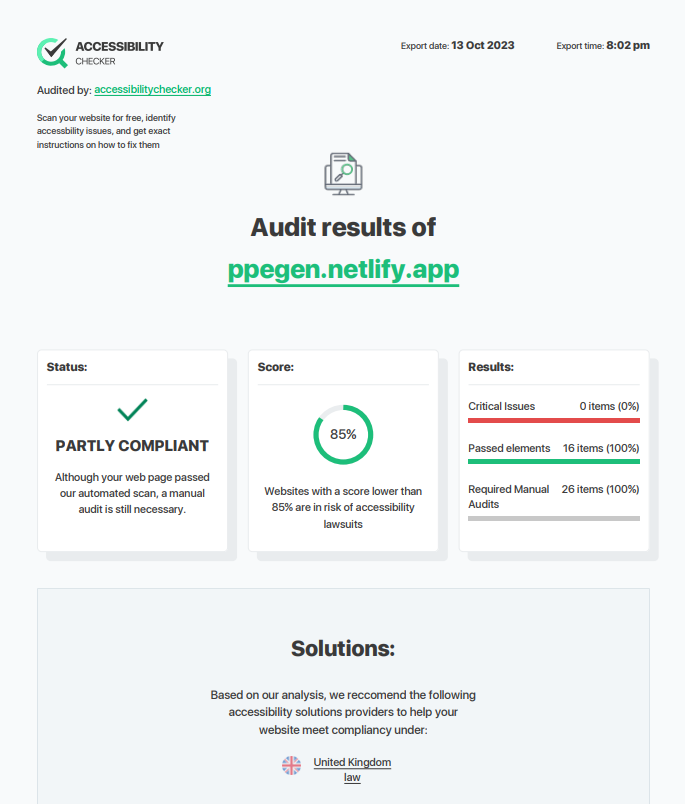 ACCESSIBILITY
CHECKER
Export date: 13 Oct 2023
Export time: 8:02 pm
Audited by: accessibilitychecker.org
Scan your website for free, identify
accessbility issues, and get exact
instructions on how to fix them
Audit results of
ppegen.netlify.app
Status:
PARTLY COMPLIANT
Although your web page passed
our automated scan, a manual
audit is still necessary.
Score:
85%
Websites with a score lower than
85% are in risk of accessibility
lawsuits
Results:
Critical Issues 0 items (0%)
Passed elements 16 items (100%)
Required Manual 26 items (100%)
Audits
Solutions:
Based on our analysis, we reccomend the following
accessibility solutions providers to help your
website meet compliancy under:
United Kingdom
law